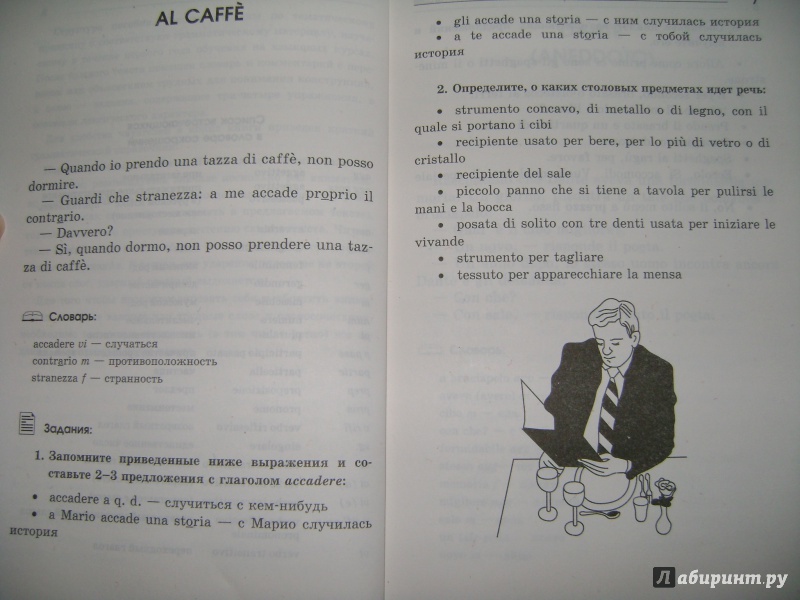 AL CAFFÈ
— Quando io prendo una tazza di caffè, non posso
dormire.
— Guardi che stranezza: a me accade proprio il
contrario.
— Davvero?
— Sì, quando dormo, non posso prendere una taz-
za di caffè.
Словарь:
accadere vi — случаться
contrario m — противоположность
stranezza f — странность
Задания:
1. Запомните приведенные ниже выражения и со-
ставьте 2–3 предложения с глаголом accadere:
• accadere a q. d. — случиться с кем-нибудь
• a Mario accade una storia — с Марио случилась
история
• gli accade una storia — с ним случилась история
• a te accade una storia — с тобой случилась
история
2. Определите, о каких столовых предметах идет речь:
• strumento concavo, di metallo o di legno, con il
quale si portano i cibi
• recipiente usato per bere, per lo più di vetro o di
cristallo
• recipiente del sale
• piccolo panno che si tiene a tavola per pulirsi le
mani e la bocca
• posata di solito con tre denti usata per iniziare le
vivande
• strumento per tagliare
• tessuto per apparecchiare la mensa
Лабиринт.ру